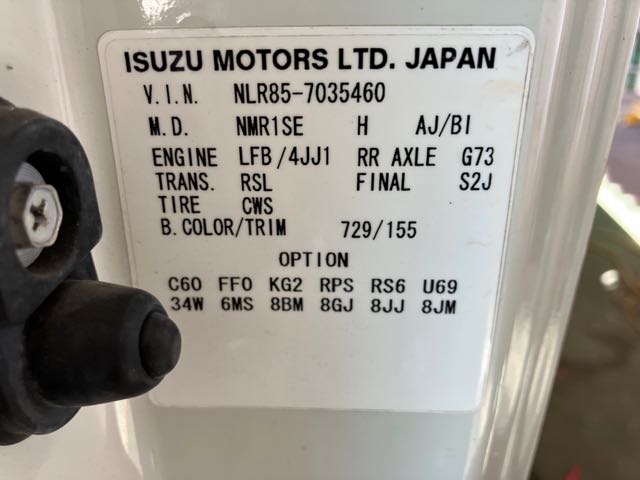 ISUZU MOTORS LTD. JAPAN
V.I.N. NLR85-7035460
M.D. NMR1SE H AJ/BI
ENGINE LFB/4JJ1 RR AXLE G73
TRANS. RSL FINAL S2J
TIRE CWS
B.COLOR/TRIM 729/155
OPTION
C60 FF0 KG2 RPS RS6 U69
34W 6MS 8BM 8GJ 8JJ 8JM